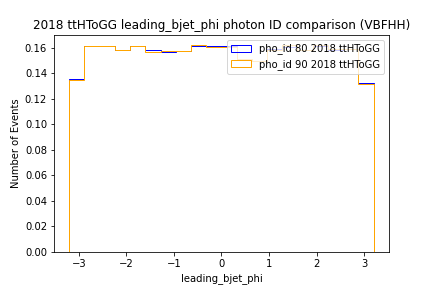 2018 ttHToGG leading_bjet_phi photon ID comparison (VBFHH)
pho_id 80 2018 ttHToGG
pho_id 90 2018 ttHToGG
Number of Events
0.16
0.14
0.12
0.10
0.08
0.06
0.04
0.02
0.00
−3 −2 −1 0 1 2 3
leading_bjet_phi